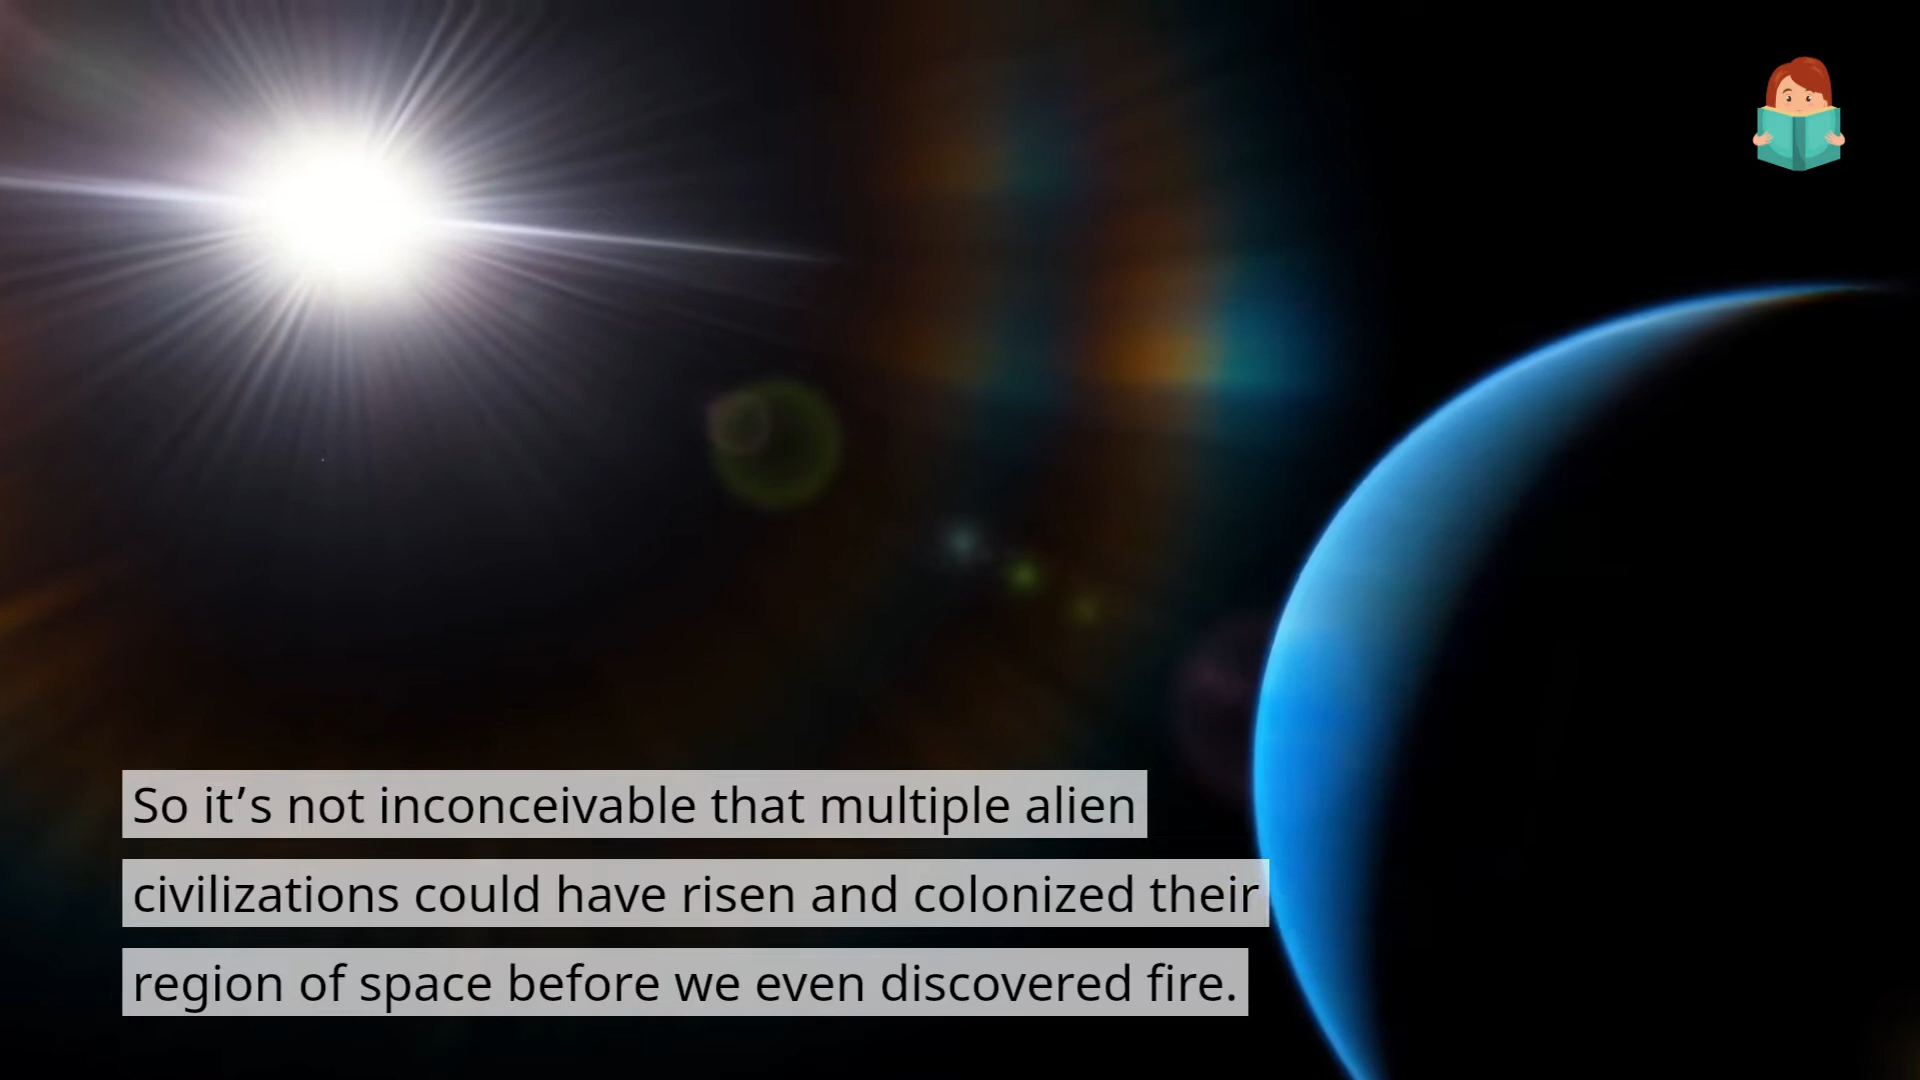 So it’s not inconceivable that multiple alien
civilizations could have risen and colonized their
region of space before we even discovered fire.